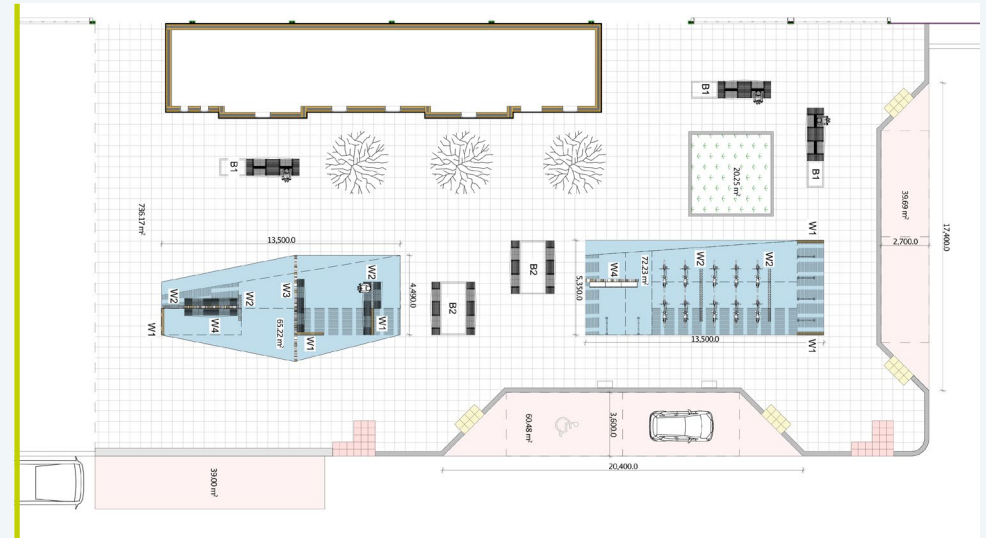 B1
B1
20.25 m²
39.69 m²
17,400.0
B1
736.17 m²
13,500.0
W1
2,700.0
B2
W4
72.23 m²
W2
W2
5,350.0
W2
W2
W3
W2
4,490.0
B2
W1
W4
65.22 m²
W1
W1
13,500.0
W1
60.48 m²
3,600.0
20,400.0
39.00 m²